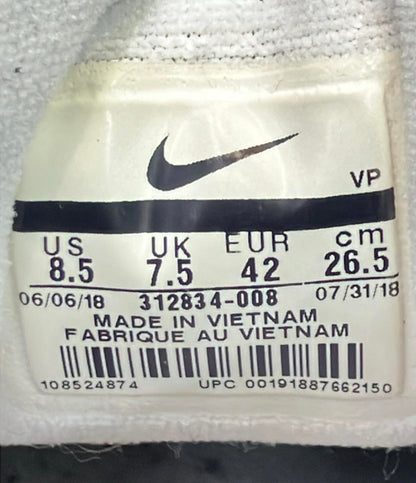 VP
US UK EUR cm
8.5 7.5 42 26.5
06/06/18 312834-008 07/31/18
MADE IN VIETNAM
FABRIQUE AU VIETNAM
108524874 UPC 00191887662150